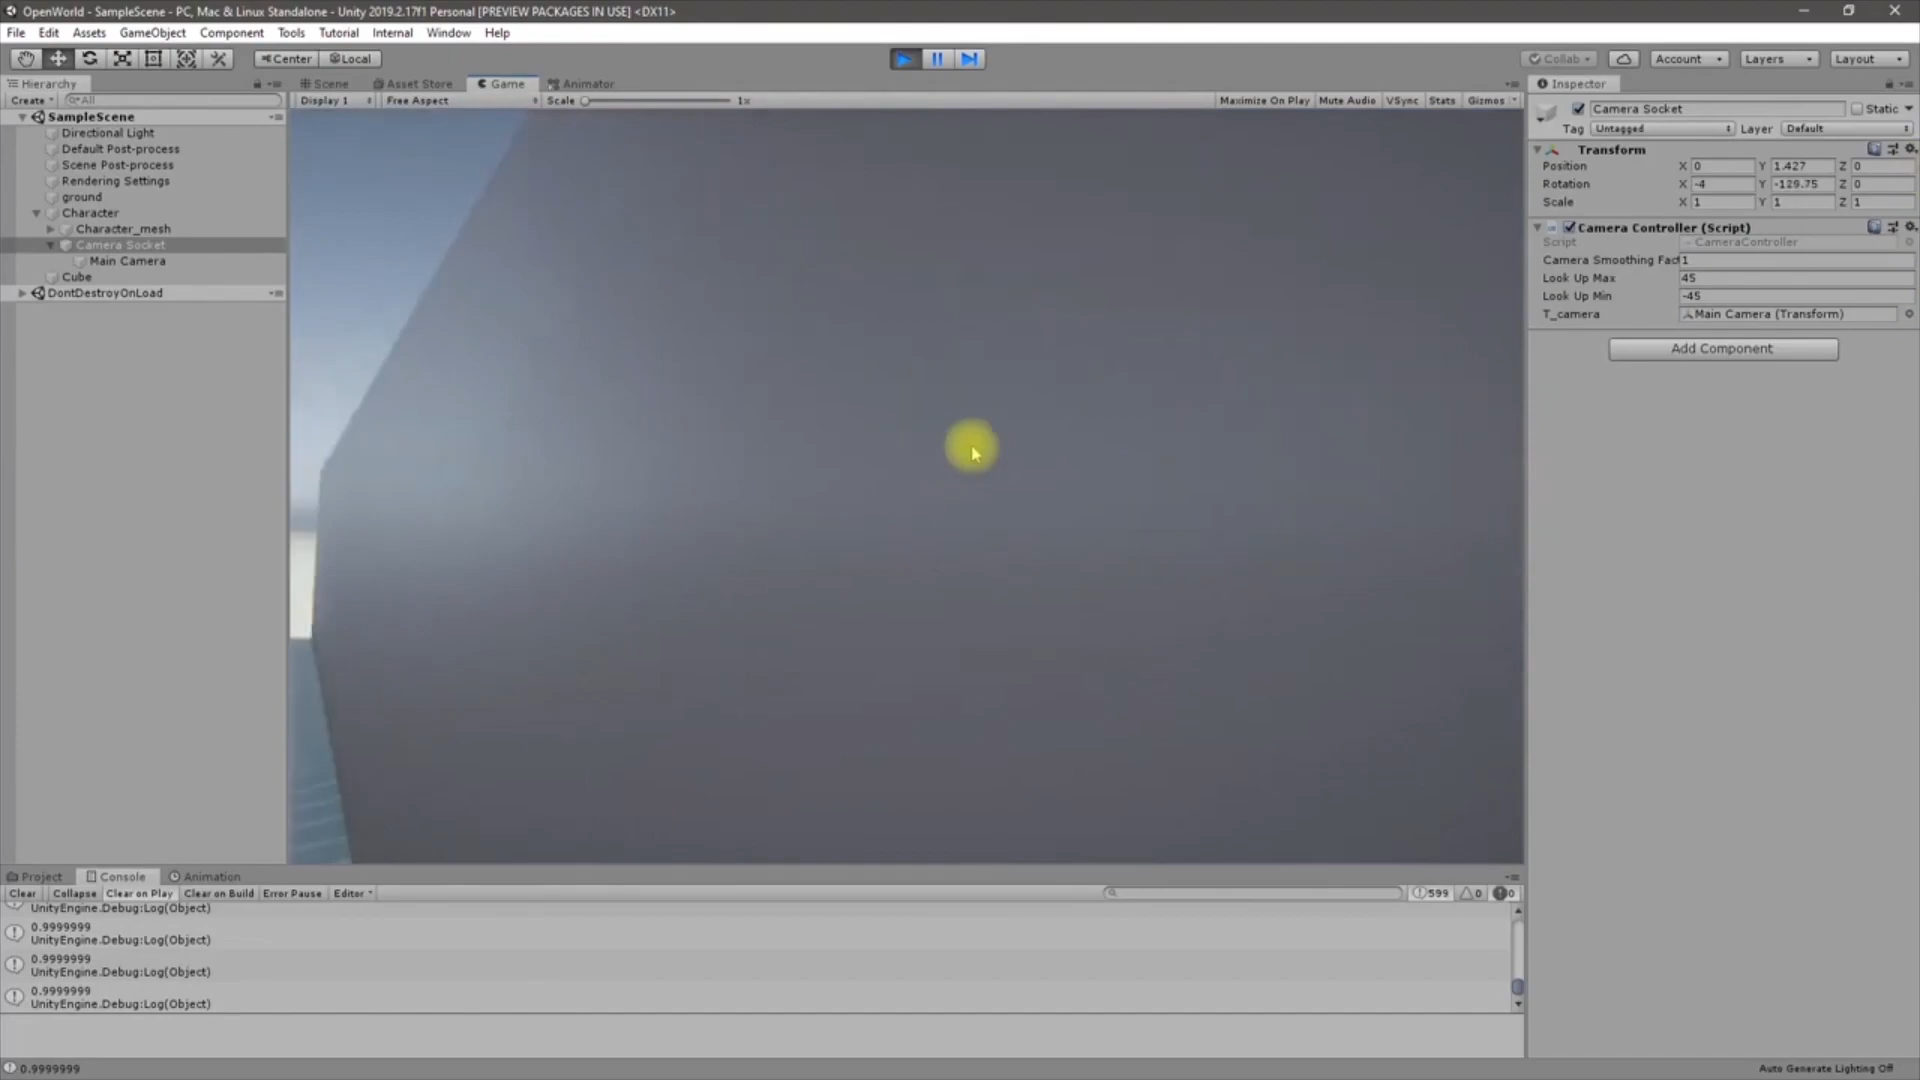 OpenWorld - SampleScene - PC, Mac & Linux Standalone - Unity 2019.2.17f1 Personal [PREVIEW PACKAGES IN USE] <DX11>
File Edit Assets GameObject Component Tools Tutorial Internal Window Help
Center Local Collab Account Layers Layout
Hierarchy Scene Asset Store Game Animator Inspector
Create All Display 1 Free Aspect Scale 1x Maximize On Play Mute Audio VSync Stats Gizmos
SampleScene
Directional Light
Default Post-process
Scene Post-process
Rendering Settings
ground
Character
Character_mesh
Camera Socket
Main Camera
Cube
DontDestroyOnLoad
Camera Socket Static
Tag Untagged Layer Default
Transform
Position X 0 Y 1.427 Z 0
Rotation X -4 Y -129.75 Z 0
Scale X 1 Y 1 Z 1
Camera Controller (Script)
Script CameraController
Camera Smoothing Fact 1
Look Up Max 45
Look Up Min -45
T_camera Main Camera (Transform)
Add Component
Project Console Animation
Clear Collapse Clear on Play Clear on Build Error Pause Editor 599 0 0
UnityEngine.Debug:Log(Object)
0.9999999
UnityEngine.Debug:Log(Object)
0.9999999
UnityEngine.Debug:Log(Object)
0.9999999
UnityEngine.Debug:Log(Object)
0.9999999 Auto Generate Lighting Off